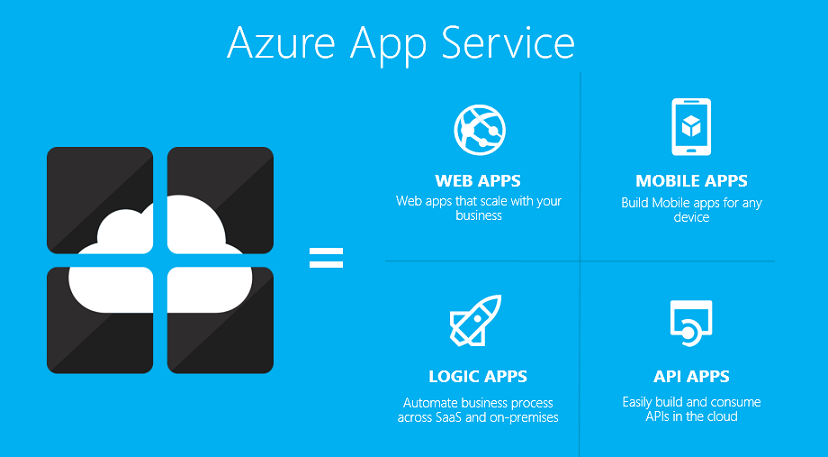 Azure App Service
=
WEB APPS
Web apps that scale with your
business
MOBILE APPS
Build Mobile apps for any
device
LOGIC APPS
Automate business process
across SaaS and on-premises
API APPS
Easily build and consume
APIs in the cloud